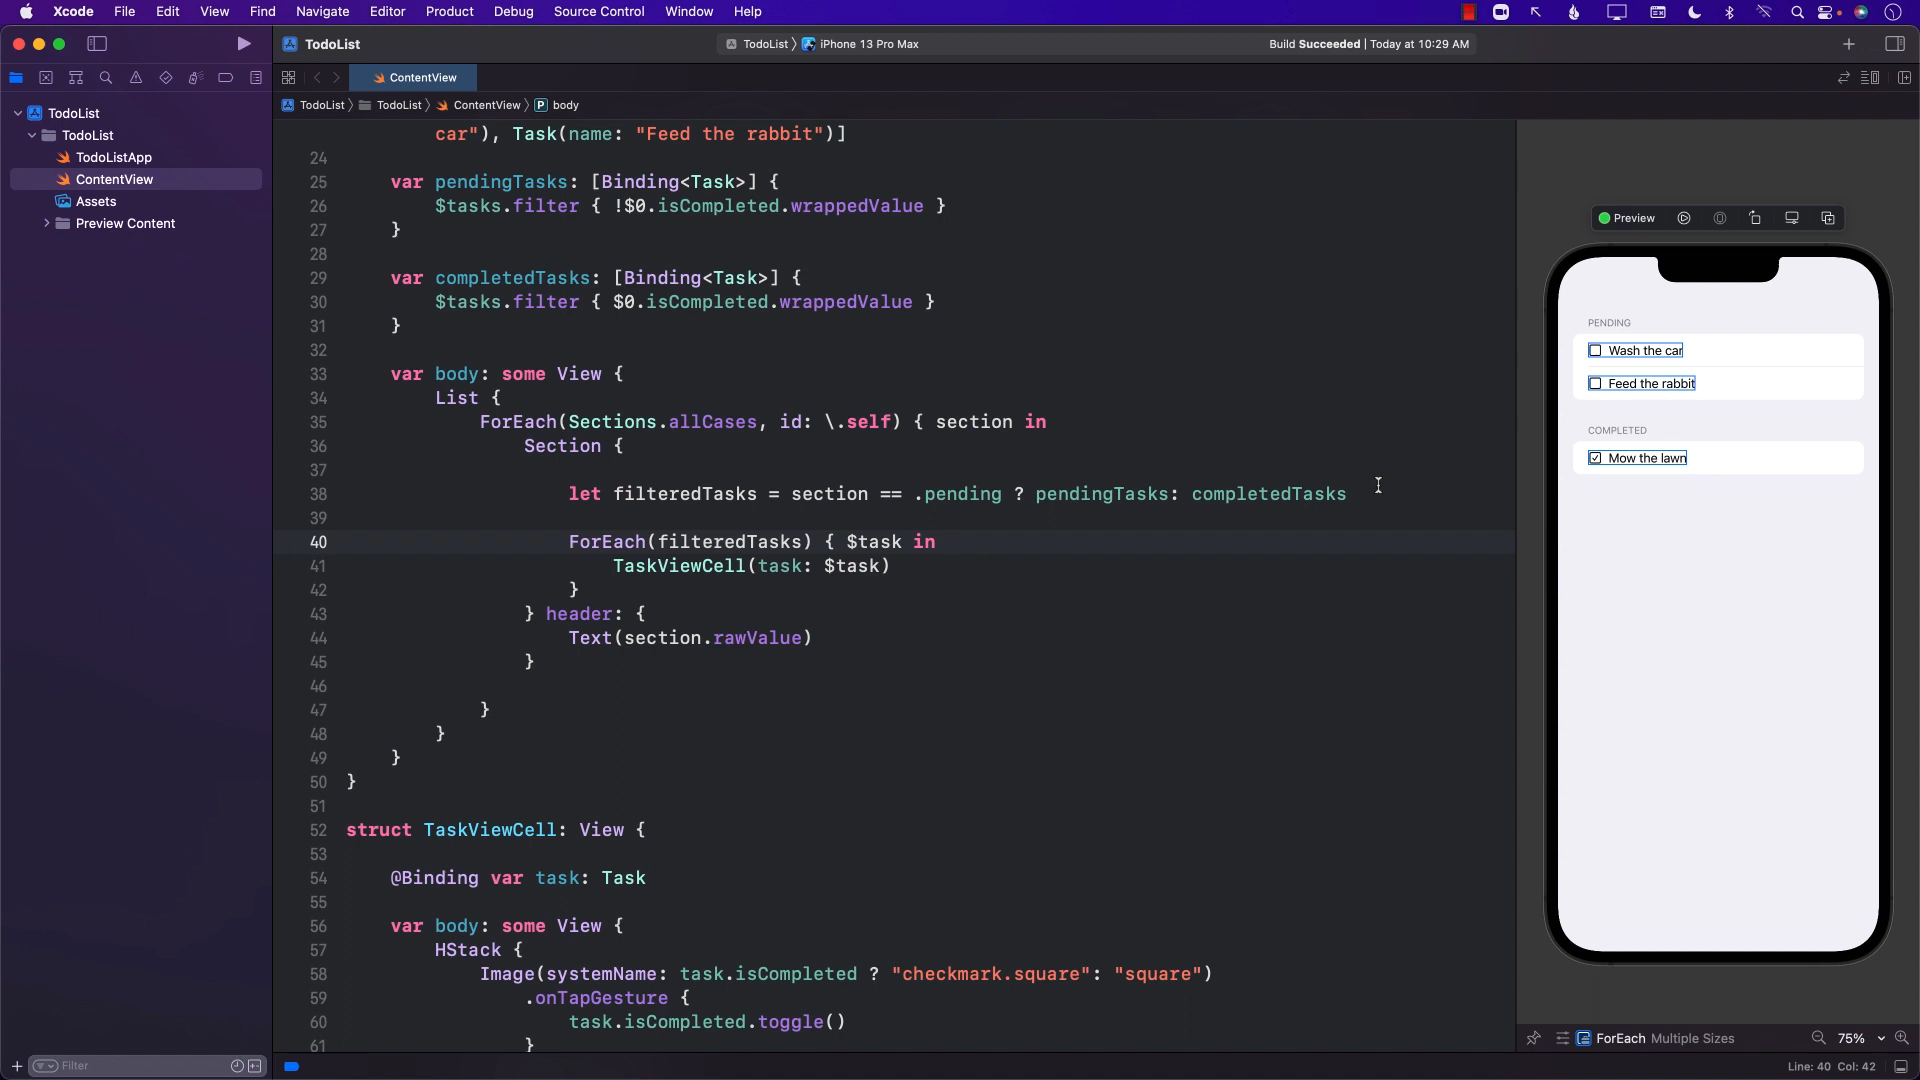 Xcode File Edit View Find Navigate Editor Product Debug Source Control Window Help
TodoList
TodoList iPhone 13 Pro Max
Build Succeeded | Today at 10:29 AM
ContentView
TodoList TodoList ContentView P body
TodoList
TodoList
TodoListApp
ContentView
Assets
Preview Content
car"), Task(name: "Feed the rabbit")]
24
25 var pendingTasks: [Binding<Task>] {
26 $tasks.filter { !$0.isCompleted.wrappedValue }
27 }
28
29 var completedTasks: [Binding<Task>] {
30 $tasks.filter { $0.isCompleted.wrappedValue }
31 }
32
33 var body: some View {
34 List {
35 ForEach(Sections.allCases, id: \.self) { section in
36 Section {
37
38 let filteredTasks = section == .pending ? pendingTasks: completedTasks
39
40 ForEach(filteredTasks) { $task in
41 TaskViewCell(task: $task)
42 }
43 } header: {
44 Text(section.rawValue)
45 }
46
47 }
48 }
49 }
50 }
51
52 struct TaskViewCell: View {
53
54 @Binding var task: Task
55
56 var body: some View {
57 HStack {
58 Image(systemName: task.isCompleted ? "checkmark.square": "square")
59 .onTapGesture {
60 task.isCompleted.toggle()
61 }
Preview
PENDING
Wash the car
Feed the rabbit
COMPLETED
Mow the lawn
ForEach Multiple Sizes
75%
Filter
Line: 40 Col: 42